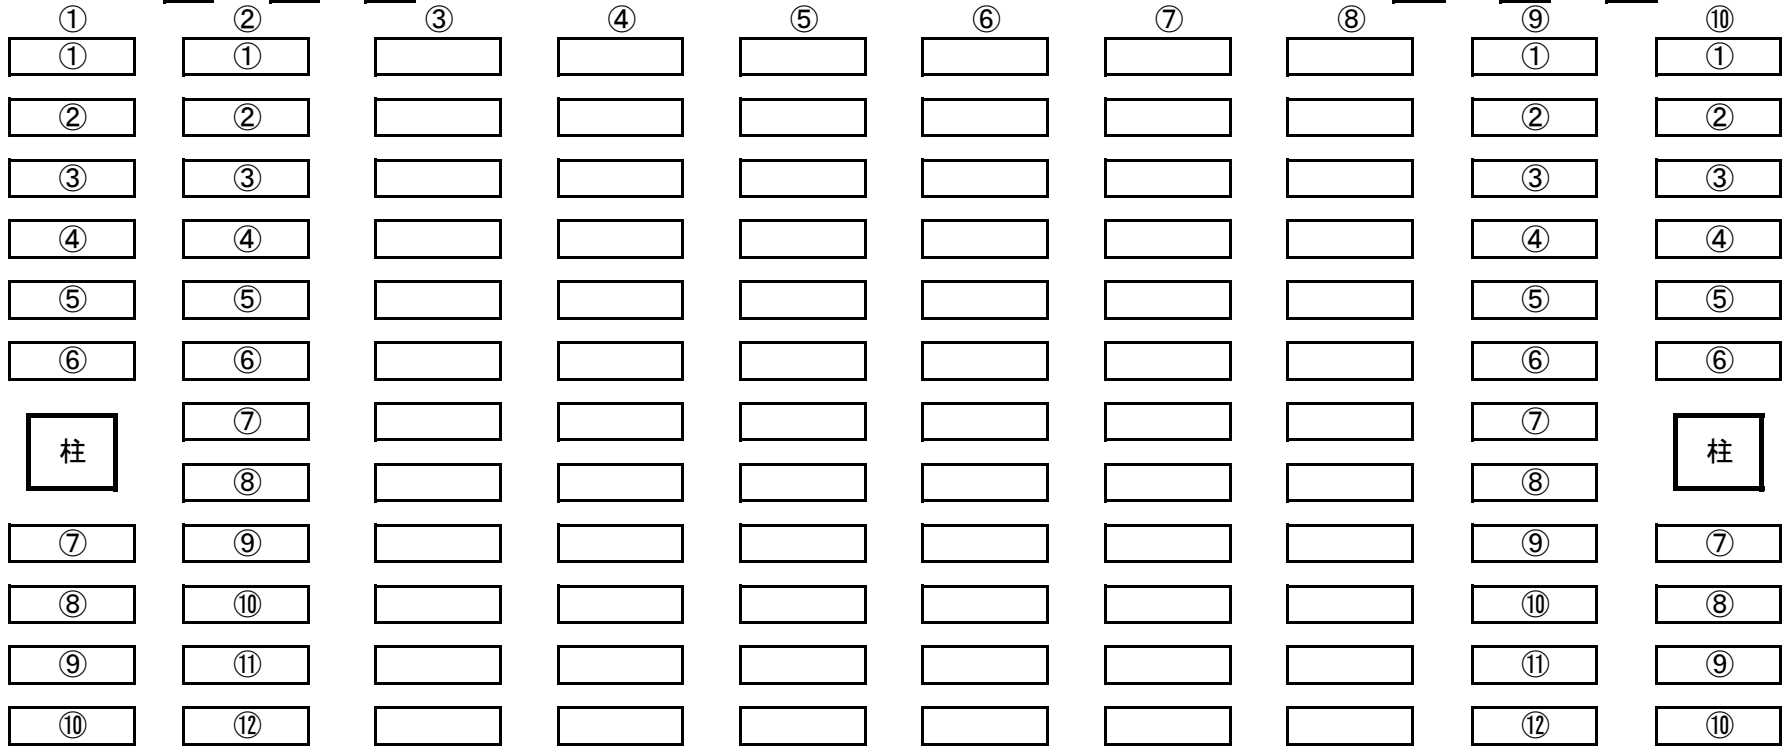 ① ② ③ ④ ⑤ ⑥ ⑦ ⑧ ⑨ ⑩
① ① ① ①
② ② ② ②
③ ③ ③ ③
④ ④ ④ ④
⑤ ⑤ ⑤ ⑤
⑥ ⑥ ⑥ ⑥
⑦ ⑦
柱 柱
⑧ ⑧
⑦ ⑨ ⑨ ⑦
⑧ ⑩ ⑩ ⑧
⑨ ⑪ ⑪ ⑨
⑩ ⑫ ⑫ ⑩